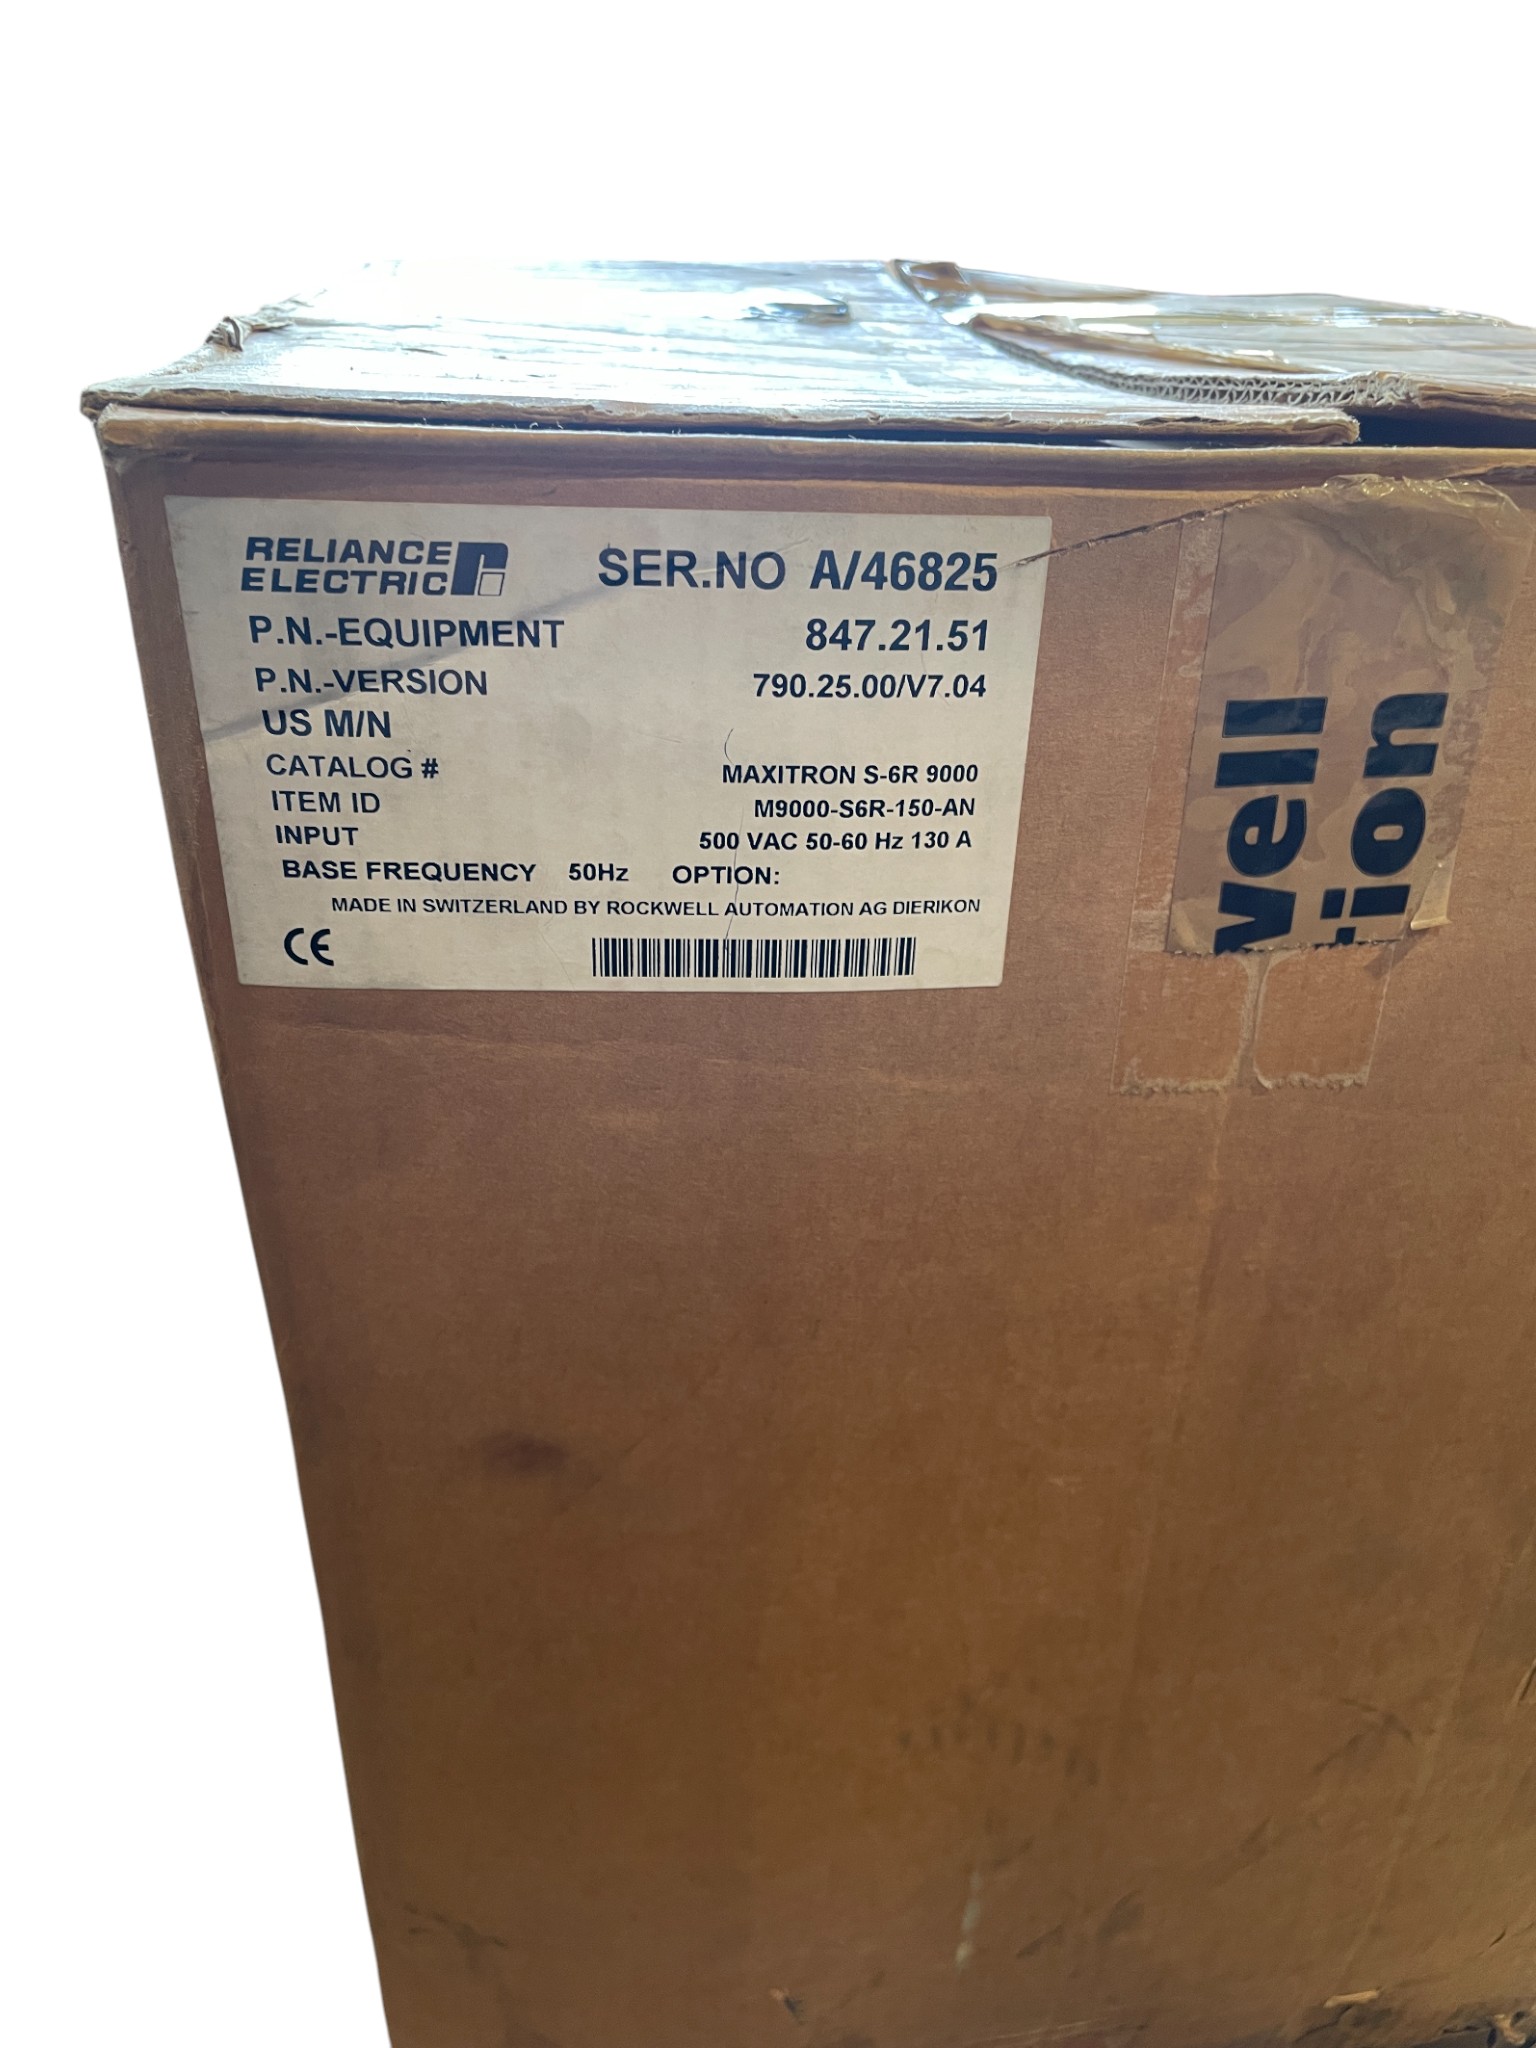 RELIANCE
ELECTRIC
SER.NO A/46825
P.N.-EQUIPMENT 847.21.51
P.N.-VERSION 790.25.00/V7.04
US M/N
CATALOG # MAXITRON S-6R 9000
ITEM ID M9000-S6R-150-AN
INPUT 500 VAC 50-60 Hz 130 A
BASE FREQUENCY 50Hz OPTION:
MADE IN SWITZERLAND BY ROCKWELL AUTOMATION AG DIERIKON
CE
well
ion